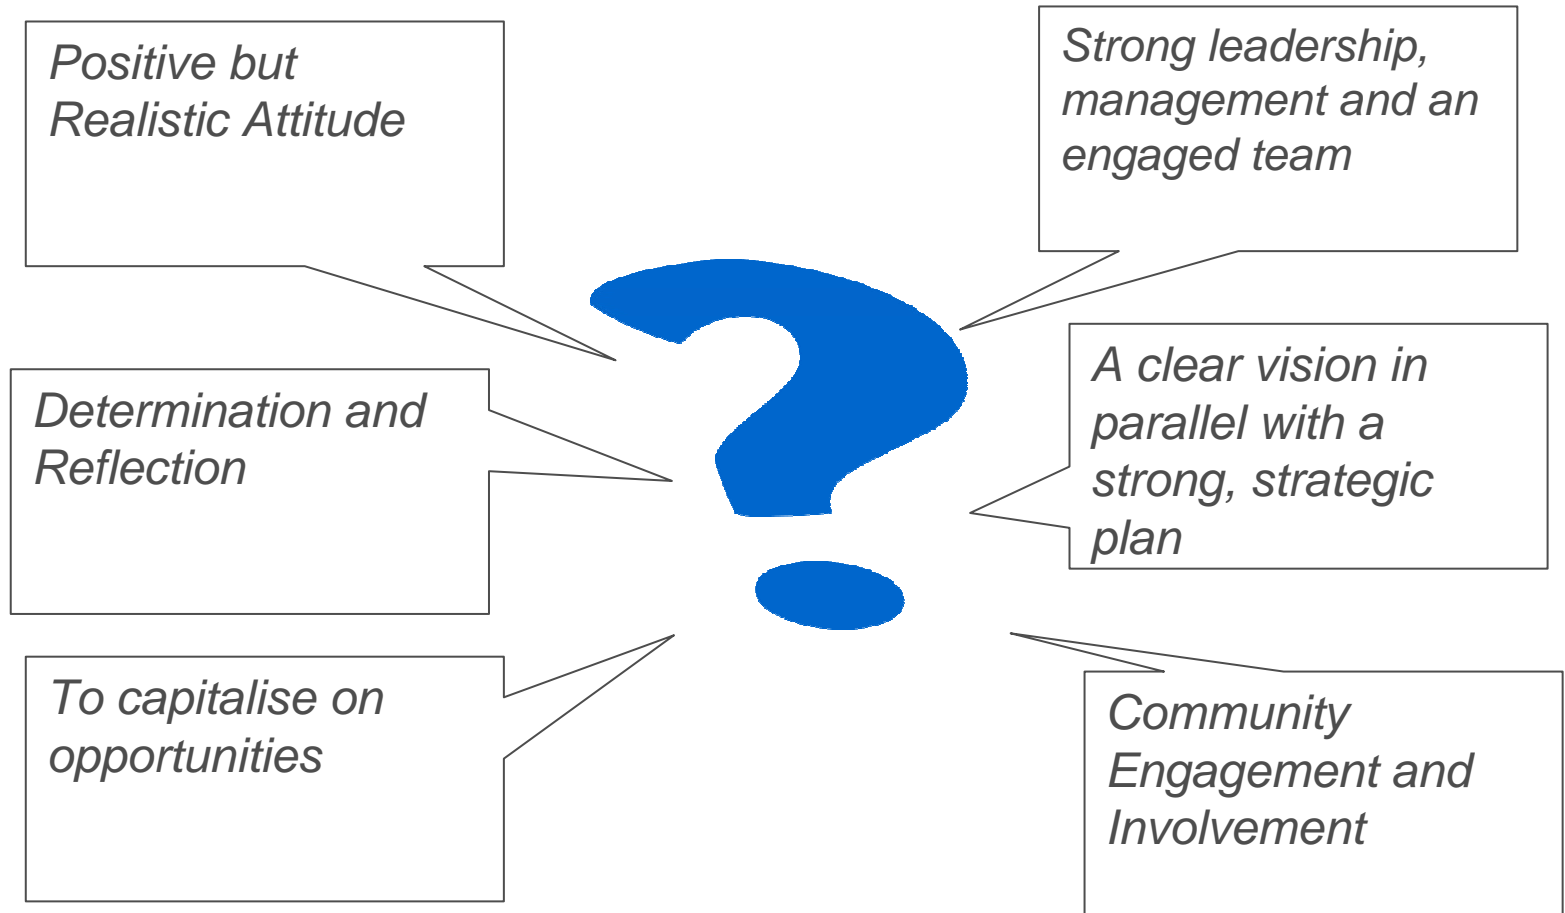 Positive but
Realistic Attitude
Strong leadership,
management and an
engaged team
Determination and
Reflection
A clear vision in
parallel with a
strong, strategic
plan
To capitalise on
opportunities
Community
Engagement and
Involvement
?